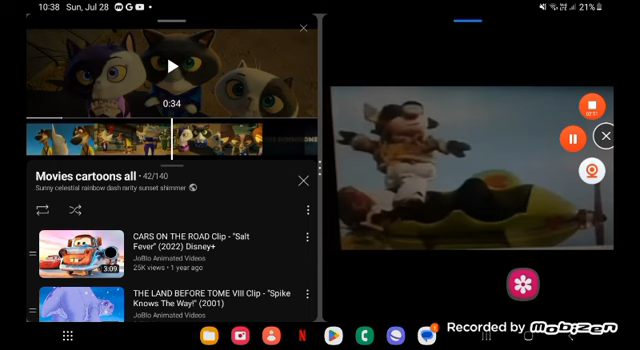 10:38 Sun, Jul 28
21%
0:34
Movies cartoons all · 42/140
Sunny celestial rainbow dash rarity sunset shimmer
CARS ON THE ROAD Clip - "Salt
Fever" (2022) Disney+
JoBlo Animated Videos
25K views · 1 year ago
3:09
THE LAND BEFORE TIME VIII Clip - "Spike
Knows The Way!" (2001)
JoBlo Animated Videos
Recorded by mobizen